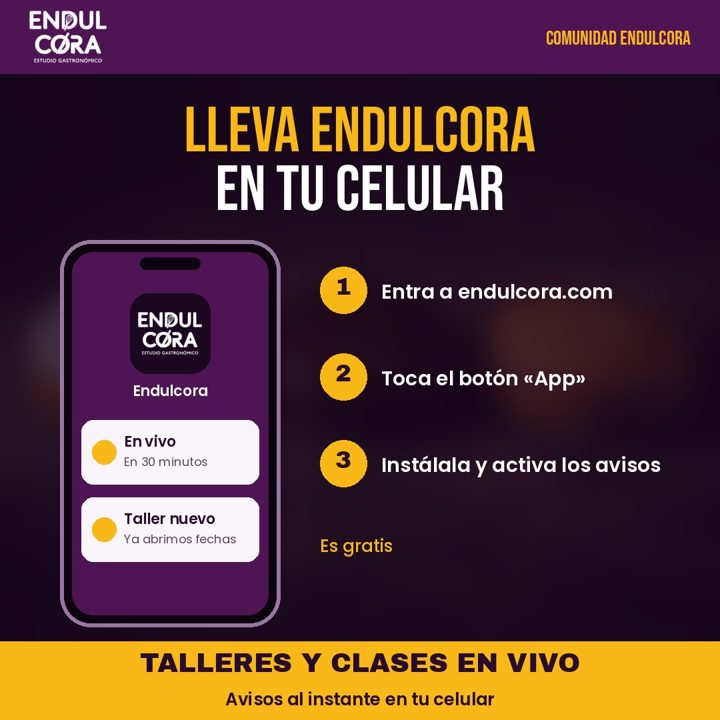 ENDUL
CORA
ESTUDIO GASTRONÓMICO
COMUNIDAD ENDULCORA
LLEVA ENDULCORA
EN TU CELULAR
ENDUL
CORA
ESTUDIO GASTRONÓMICO
Endulcora
En vivo
En 30 minutos
Taller nuevo
Ya abrimos fechas
1 Entra a endulcora.com
2 Toca el botón «App»
3 Instálala y activa los avisos
Es gratis
TALLERES Y CLASES EN VIVO
Avisos al instante en tu celular